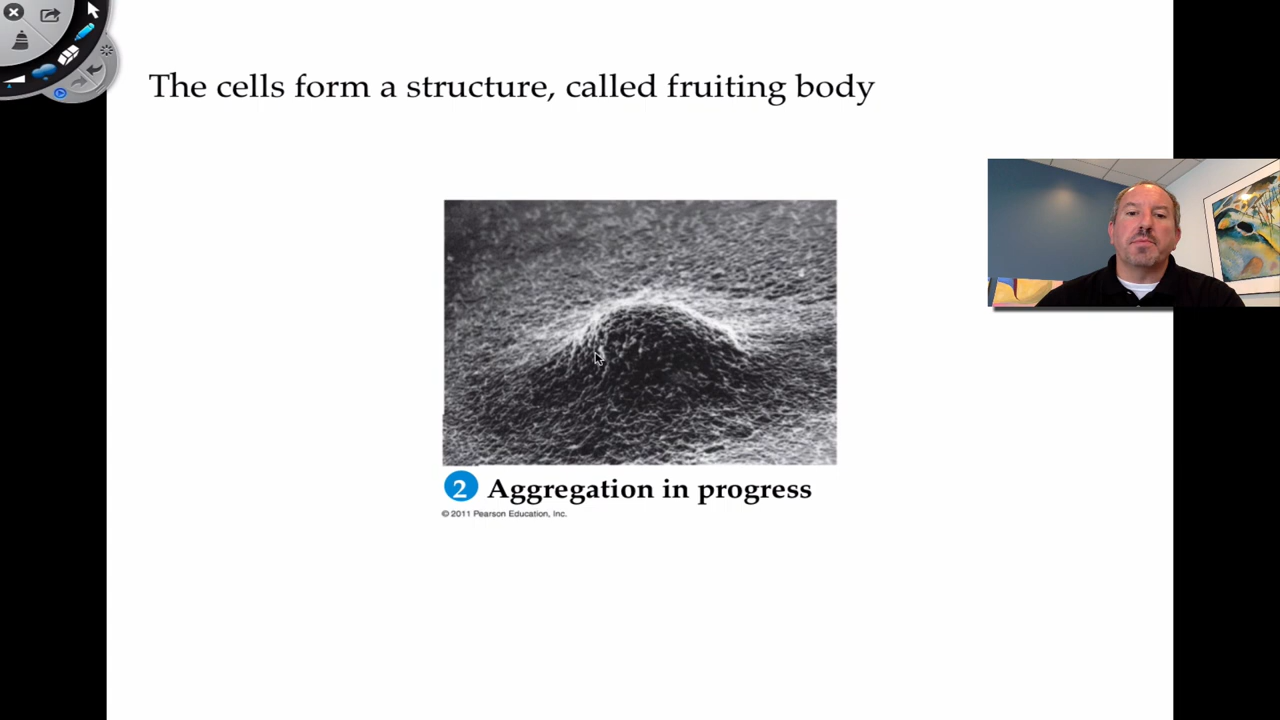 The cells form a structure, called fruiting body
2 Aggregation in progress
© 2011 Pearson Education, Inc.